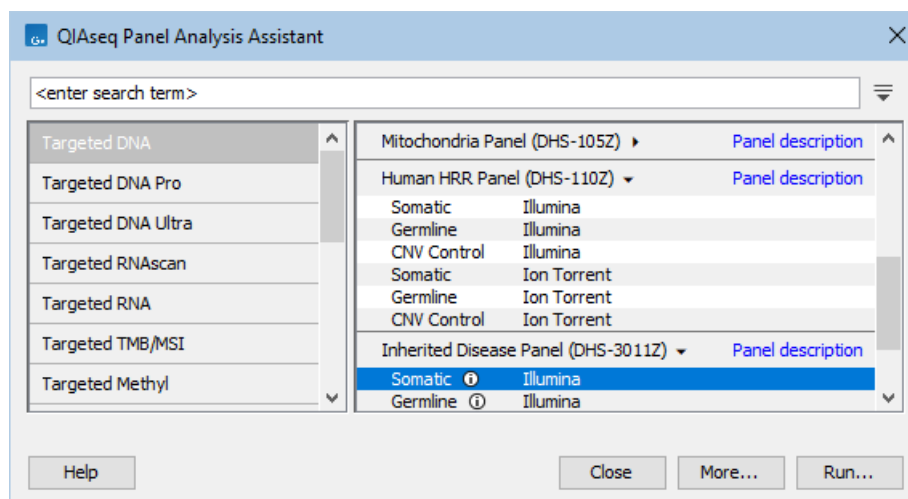 G. QIAseq Panel Analysis Assistant
<enter search term>
Targeted DNA
Targeted DNA Pro
Targeted DNA Ultra
Targeted RNAscan
Targeted RNA
Targeted TMB/MSI
Targeted Methyl
Mitochondria Panel (DHS-105Z) Panel description
Human HRR Panel (DHS-110Z) Panel description
Somatic Illumina
Germline Illumina
CNV Control Illumina
Somatic Ion Torrent
Germline Ion Torrent
CNV Control Ion Torrent
Inherited Disease Panel (DHS-3011Z) Panel description
Somatic Illumina
Germline Illumina
Help Close More... Run...